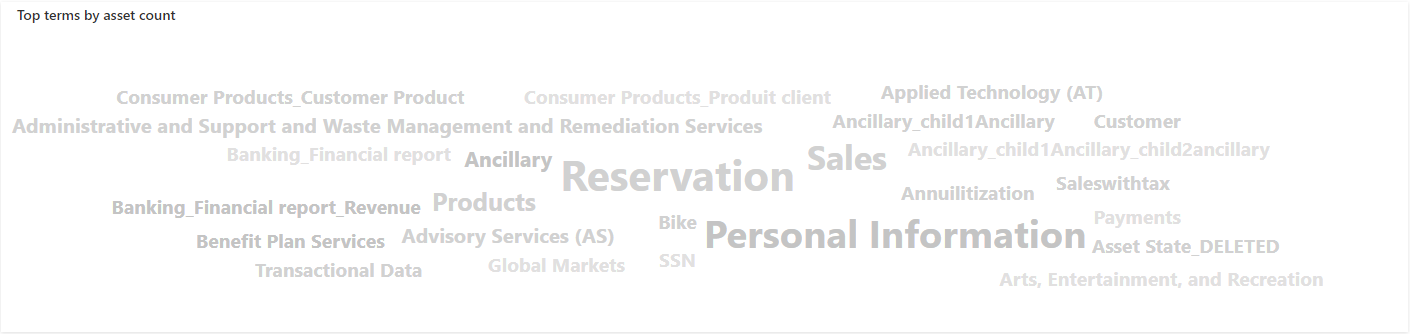 Top terms by asset count
Consumer Products_Customer Product
Consumer Products_Produit client
Applied Technology (AT)
Administrative and Support and Waste Management and Remediation Services
Ancillary_child1Ancillary
Customer
Banking_Financial report
Ancillary
Reservation
Sales
Ancillary_child1Ancillary_child2ancillary
Banking_Financial report_Revenue
Products
Annuilitization
Saleswithtax
Benefit Plan Services
Advisory Services (AS)
Bike
Personal Information
Payments
Asset State_DELETED
Transactional Data
Global Markets
SSN
Arts, Entertainment, and Recreation